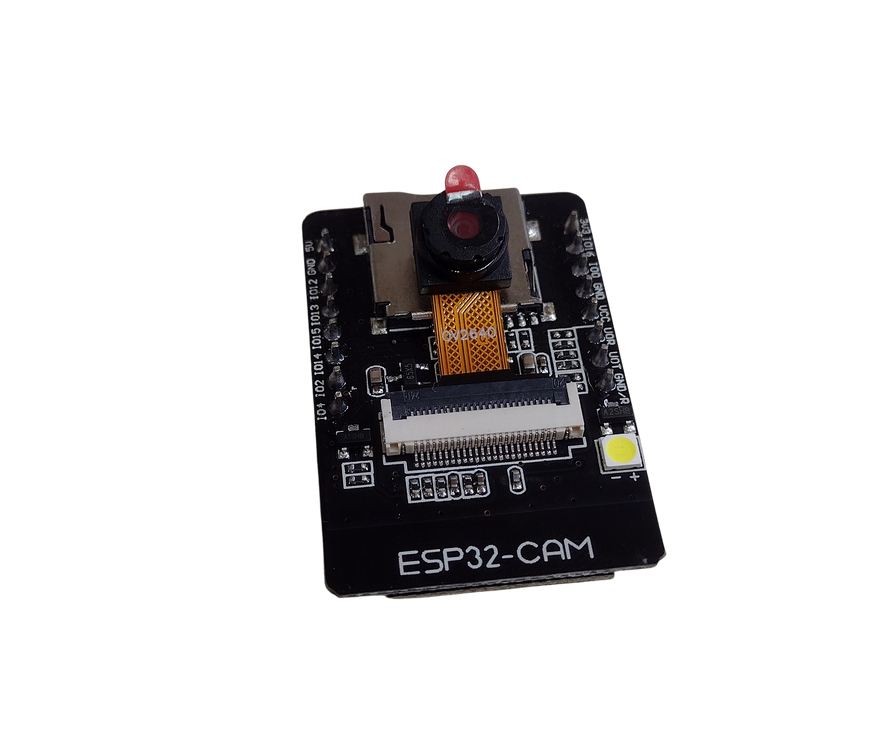 5V
GND
IO12
IO13
IO15
IO14
IO2
IO4
3V3
IO16
IO0
GND
VCC
UOR
UOT
GND/R
OV2640
- +
ESP32-CAM